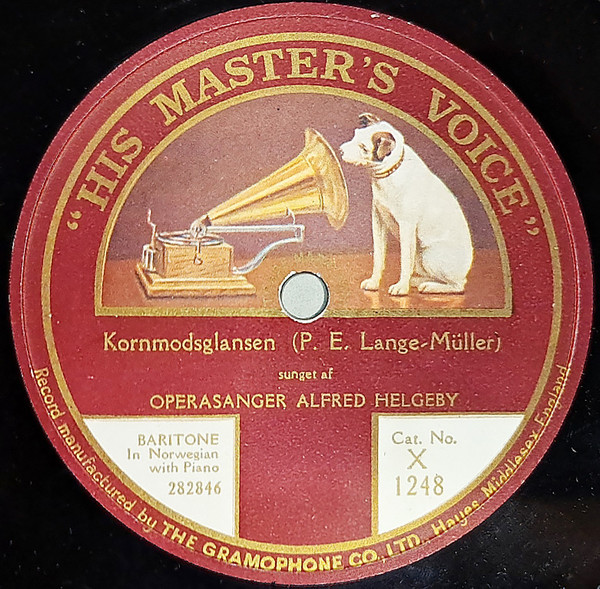 "HIS MASTER'S VOICE"
Kornmodsglansen (P. E. Lange-Müller)
sunget af
OPERASANGER ALFRED HELGEBY
BARITONE
In Norwegian
with Piano
282846
Cat. No.
X
1248
Record manufactured by THE GRAMOPHONE CO., LTD. Hayes, Middlesex, England.